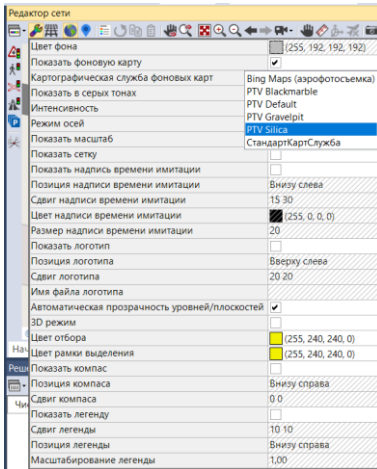 Редактор сети
Цвет фона (255, 192, 192, 192)
Показать фоновую карту
Картографическая служба фоновых карт Bing Maps (аэрофотосъемка)
Показать в серых тонах PTV Blackmarble
PTV Default
Интенсивность PTV Gravelpit
Режим осей PTV Silica
Показать масштаб СтандартКартСлужба
Показать сетку
Показать надпись времени имитации
Позиция надписи времени имитации Внизу слева
Сдвиг надписи времени имитации 15 30
Цвет надписи времени имитации (255, 0, 0, 0)
Размер надписи времени имитации 20
Показать логотип
Позиция логотипа Вверху слева
Сдвиг логотипа 20 20
Имя файла логотипа
Автоматическая прозрачность уровней/плоскостей
3D режим
Цвет отбора (255, 240, 240, 0)
Нач Цвет рамки выделения (255, 240, 240, 0)
Показать компас
Позиция компаса Внизу справа
Сдвиг компаса 0 0
Показать легенду
Сдвиг легенды 10 10
Позиция легенды Внизу справа
Масштабирование легенды 1,00